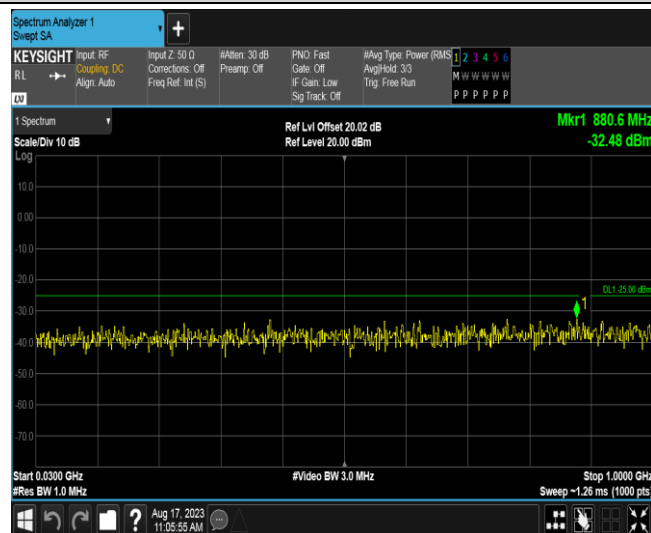 Spectrum Analyzer 1
Swept SA
+
KEYSIGHT
RL
Input: RF
Coupling: DC
Align: Auto
Input Z: 50 Ω
Corrections: Off
Freq Ref: Int (S)
#Atten: 30 dB
Preamp: Off
PNO: Fast
Gate: Off
IF Gain: Low
Sig Track: Off
#Avg Type: Power (RMS
Avg|Hold: 3/3
Trig: Free Run
1 2 3 4 5 6
M W W W W W
P P P P P P
1 Spectrum
Scale/Div 10 dB
Log
Ref Lvl Offset 20.02 dB
Ref Level 20.00 dBm
Mkr1 880.6 MHz
-32.48 dBm
10.0
0.00
-10.0
-20.0
DL1 -25.00 dBm
1
-30.0
-40.0
-50.0
-60.0
-70.0
Start 0.0300 GHz
#Video BW 3.0 MHz
Stop 1.0000 GHz
#Res BW 1.0 MHz
Sweep ~1.26 ms (1000 pts)
?
Aug 17, 2023
11:05:55 AM